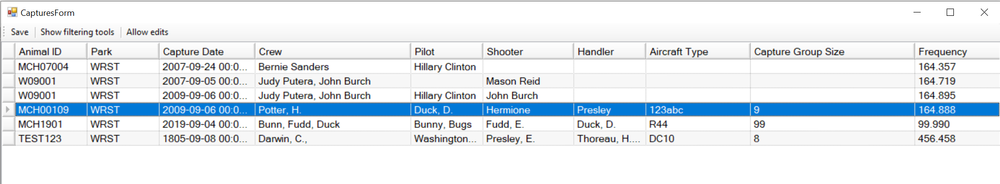 CapturesForm
Save Show filtering tools Allow edits
Animal ID Park Capture Date Crew Pilot Shooter Handler Aircraft Type Capture Group Size Frequency
MCH07004 WRST 2007-09-24 00:0... Bernie Sanders Hillary Clinton 164.357
W09001 WRST 2007-09-05 00:0... Judy Putera, John Burch Mason Reid 164.719
W09001 WRST 2009-09-06 00:0... Judy Putera, John Burch Hillary Clinton John Burch 164.895
MCH00109 WRST 2009-09-06 00:0... Potter, H. Duck, D. Hermione Presley 123abc 9 164.888
MCH1901 WRST 2019-09-04 00:0... Bunn, Fudd, Duck Bunny, Bugs Fudd, E. Duck, D. R44 99 99.990
TEST123 WRST 1805-09-08 00:0... Darwin, C., Washington... Presley, E. Thoreau, H.... DC10 8 456.458